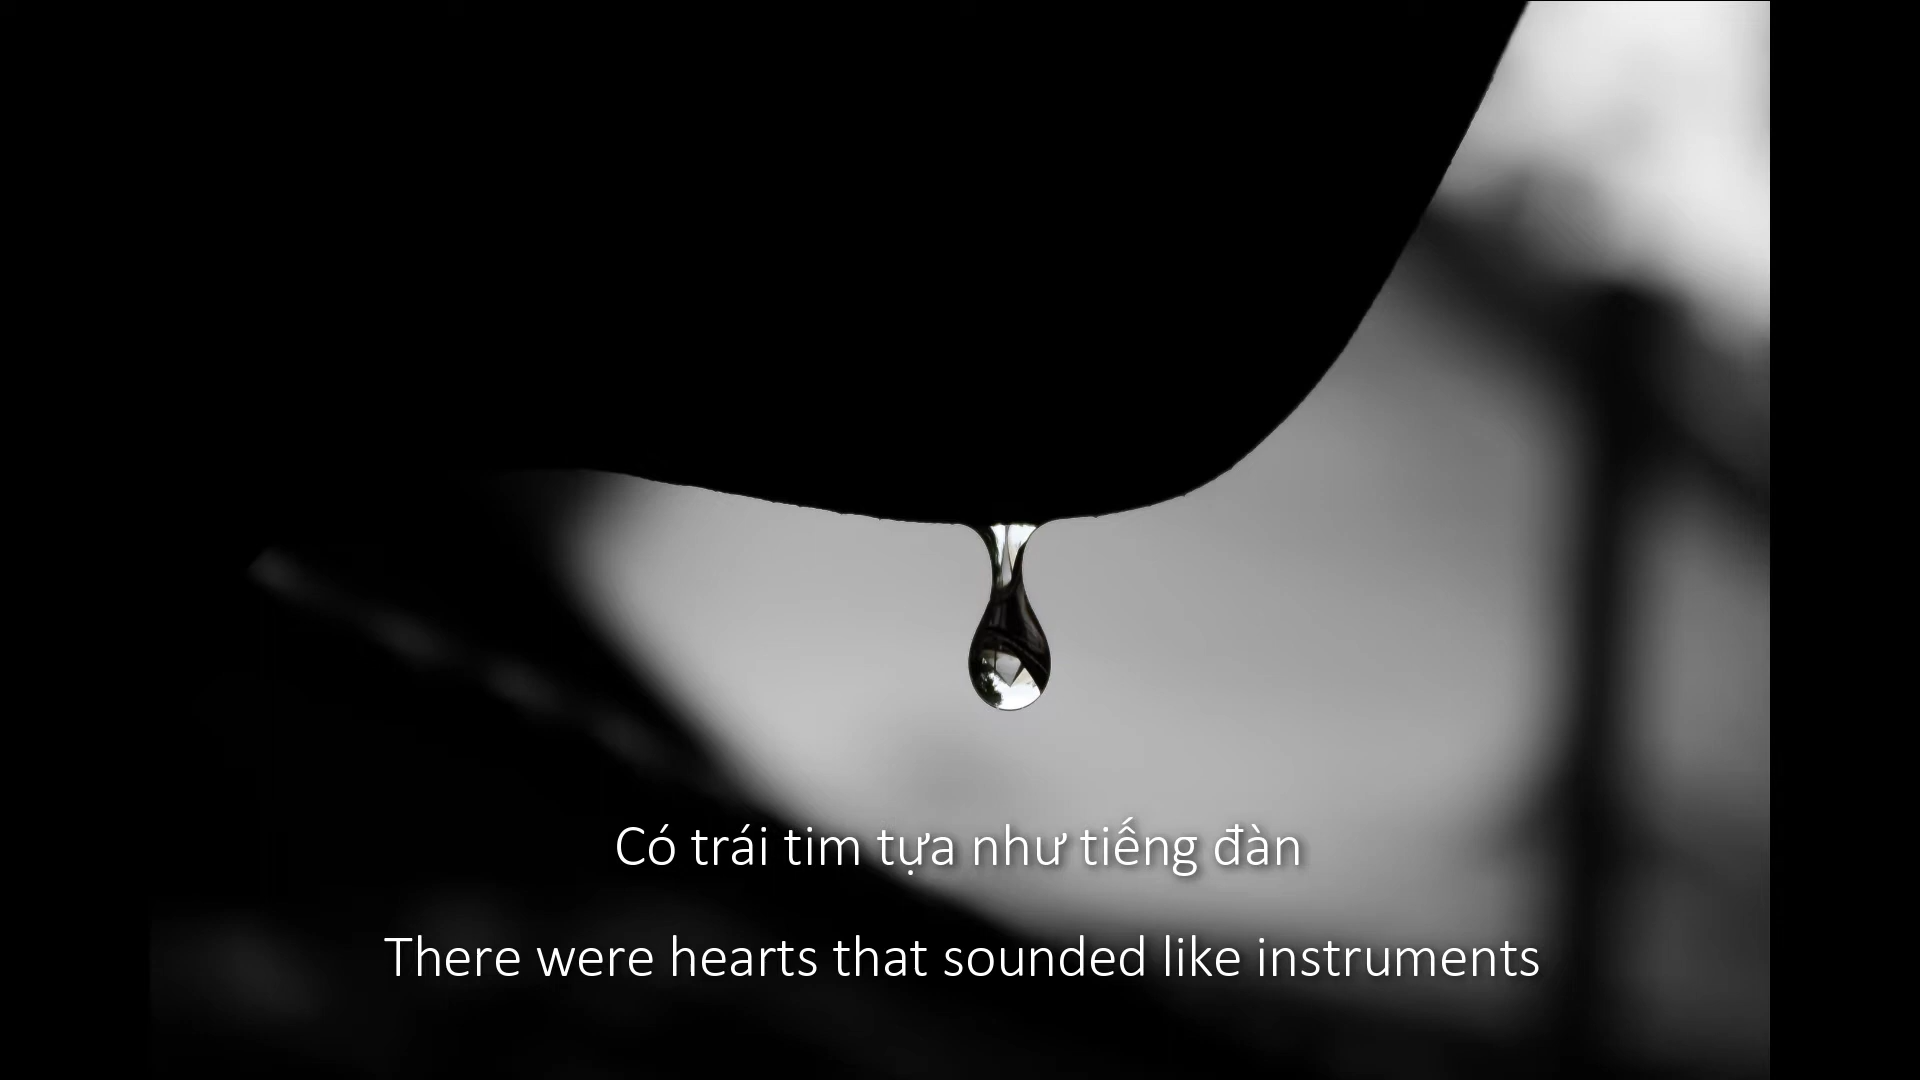 Có trái tim tựa như tiếng đàn
There were hearts that sounded like instruments